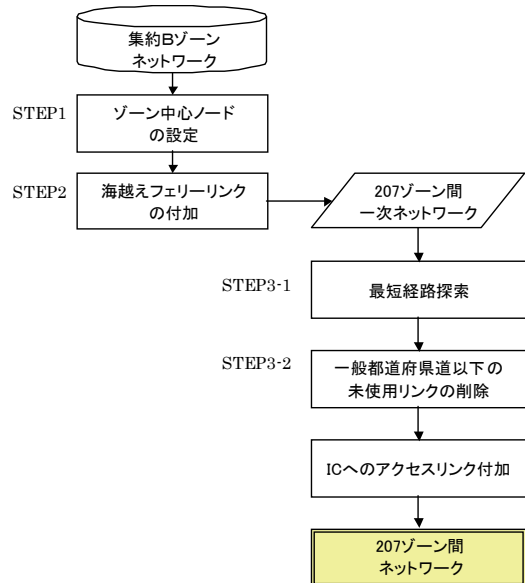 集約Bゾーン
ネットワーク
STEP1
ゾーン中心ノード
の設定
STEP2
海越えフェリーリンク
の付加
207ゾーン間
一次ネットワーク
STEP3-1
最短経路探索
STEP3-2
一般都道府県道以下の
未使用リンクの削除
ICへのアクセスリンク付加
207ゾーン間
ネットワーク